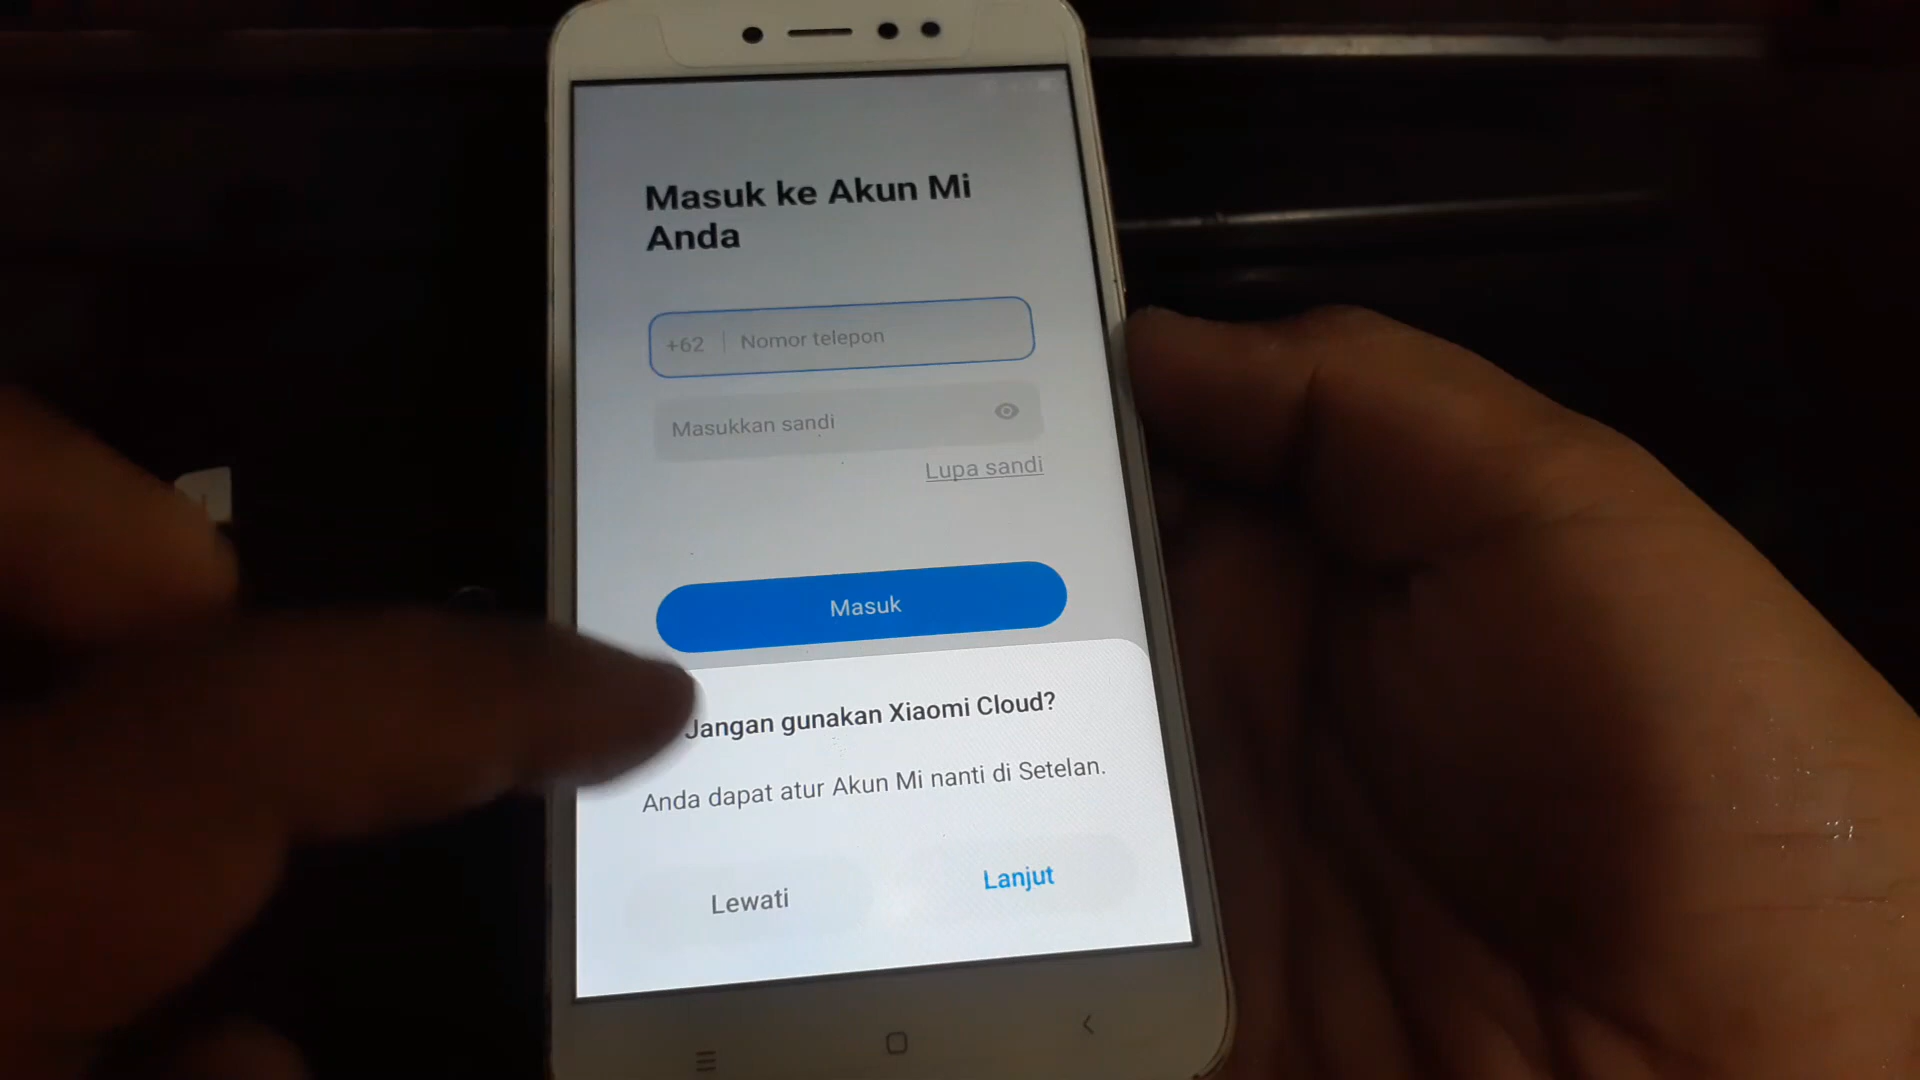 Masuk ke Akun Mi
Anda
+62 Nomor telepon
Masukkan sandi
Lupa sandi
Masuk
Jangan gunakan Xiaomi Cloud?
Anda dapat atur Akun Mi nanti di Setelan.
Lewati
Lanjut